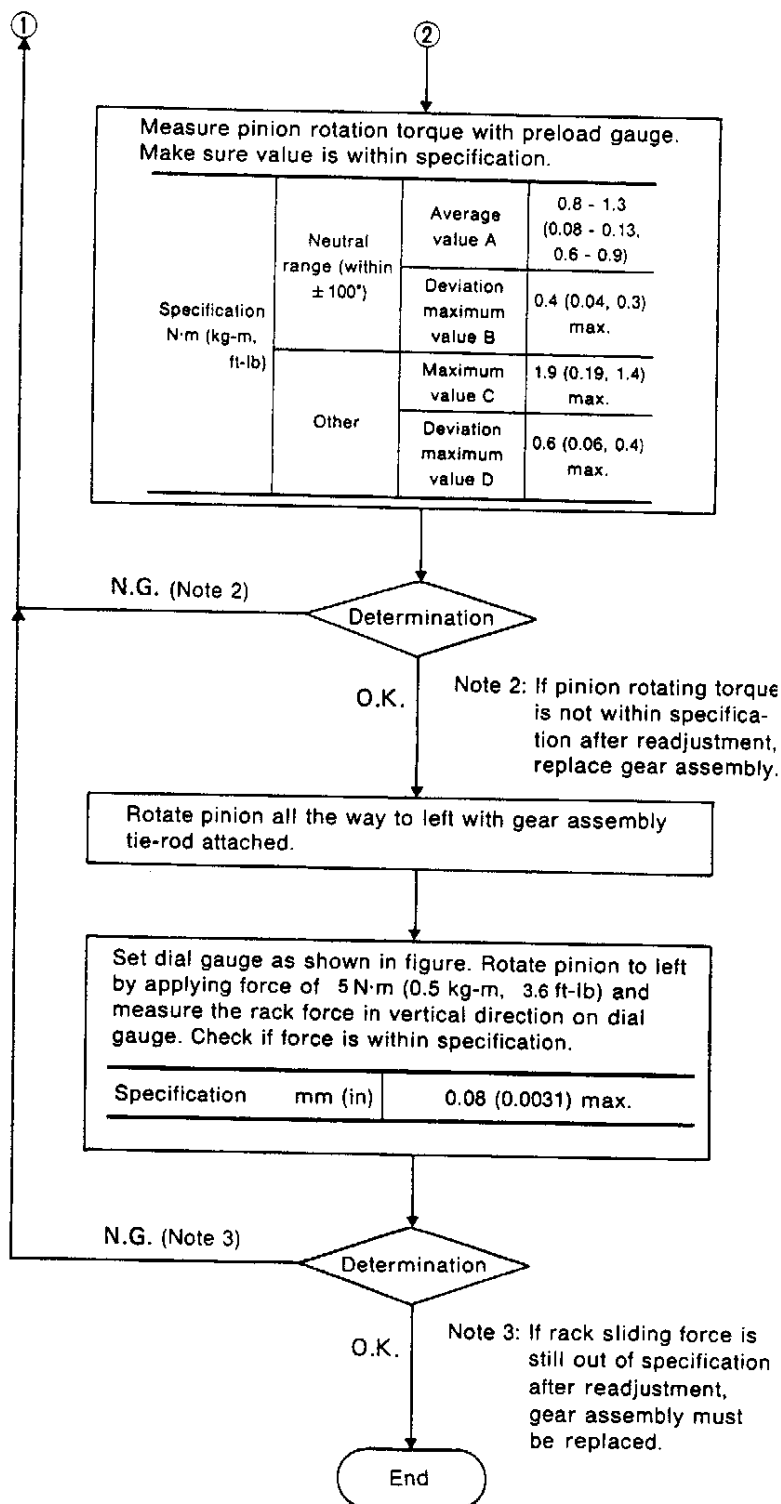 1
2
Measure pinion rotation torque with preload gauge.
Make sure value is within specification.
Specification
N·m (kg-m,
ft-lb)
Neutral
range (within
± 100°)
Average
value A
0.8 - 1.3
(0.08 - 0.13,
0.6 - 0.9)
Deviation
maximum
value B
0.4 (0.04, 0.3)
max.
Other
Maximum
value C
1.9 (0.19, 1.4)
max.
Deviation
maximum
value D
0.6 (0.06, 0.4)
max.
N.G. (Note 2)
Determination
O.K.
Note 2: If pinion rotating torque
is not within specifica-
tion after readjustment,
replace gear assembly.
Rotate pinion all the way to left with gear assembly
tie-rod attached.
Set dial gauge as shown in figure. Rotate pinion to left
by applying force of 5 N·m (0.5 kg-m, 3.6 ft-lb) and
measure the rack force in vertical direction on dial
gauge. Check if force is within specification.
Specification mm (in) 0.08 (0.0031) max.
N.G. (Note 3)
Determination
O.K.
Note 3: If rack sliding force is
still out of specification
after readjustment,
gear assembly must
be replaced.
End